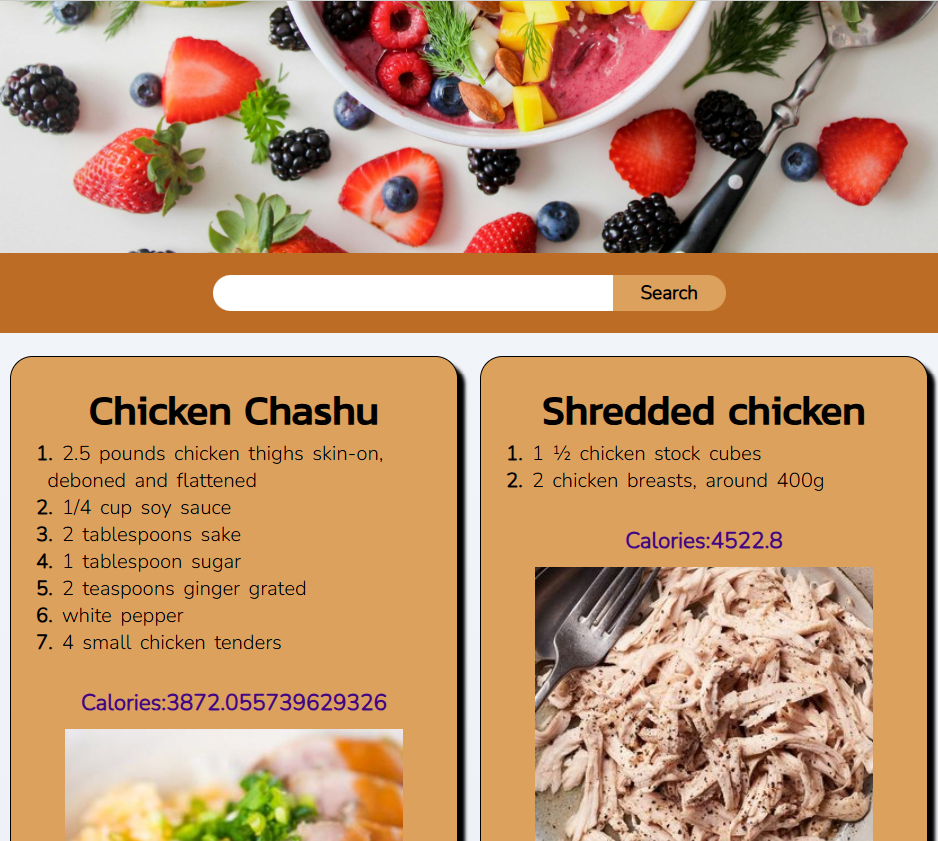 Search
Chicken Chashu
1. 2.5 pounds chicken thighs skin-on,
deboned and flattened
2. 1/4 cup soy sauce
3. 2 tablespoons sake
4. 1 tablespoon sugar
5. 2 teaspoons ginger grated
6. white pepper
7. 4 small chicken tenders
Calories:3872.055739629326
Shredded chicken
1. 1 ½ chicken stock cubes
2. 2 chicken breasts, around 400g
Calories:4522.8